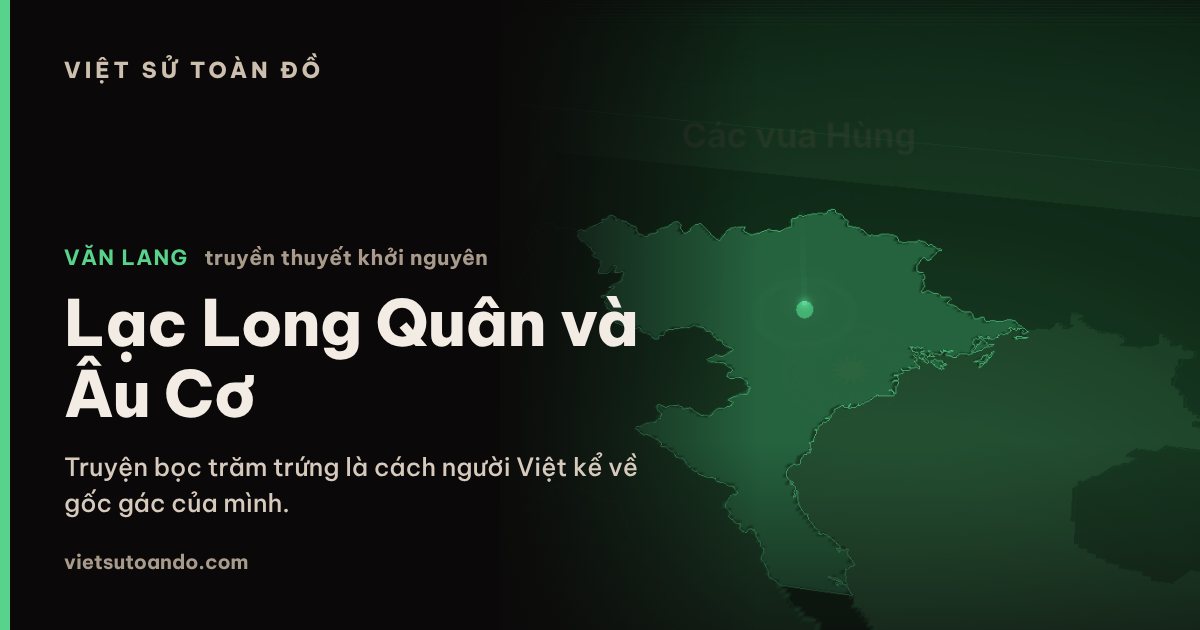 VIỆT SỬ TOÀN ĐỒ
Các vua Hùng
VĂN LANG truyền thuyết khởi nguyên
Lạc Long Quân và
Âu Cơ
Truyện bọc trăm trứng là cách người Việt kể về
gốc gác của mình.
vietsutoando.com